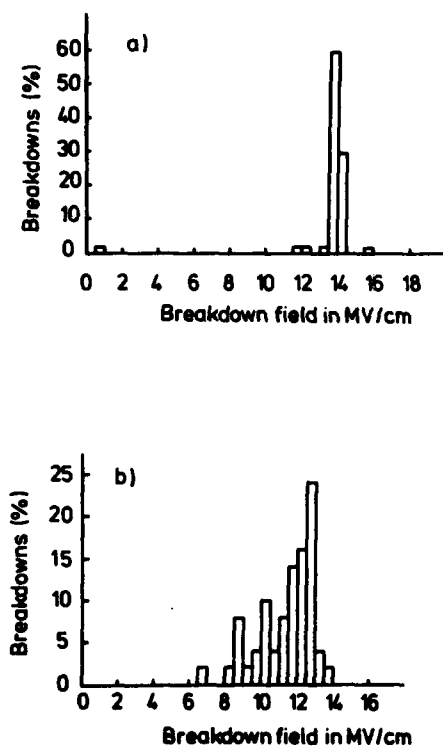 a)
Breakdowns (%)
60
50
40
30
20
10
0
0 2 4 6 8 10 12 14 16 18
Breakdown field in MV/cm
b)
Breakdowns (%)
25
20
15
10
5
0
0 2 4 6 8 10 12 14 16
Breakdown field in MV/cm